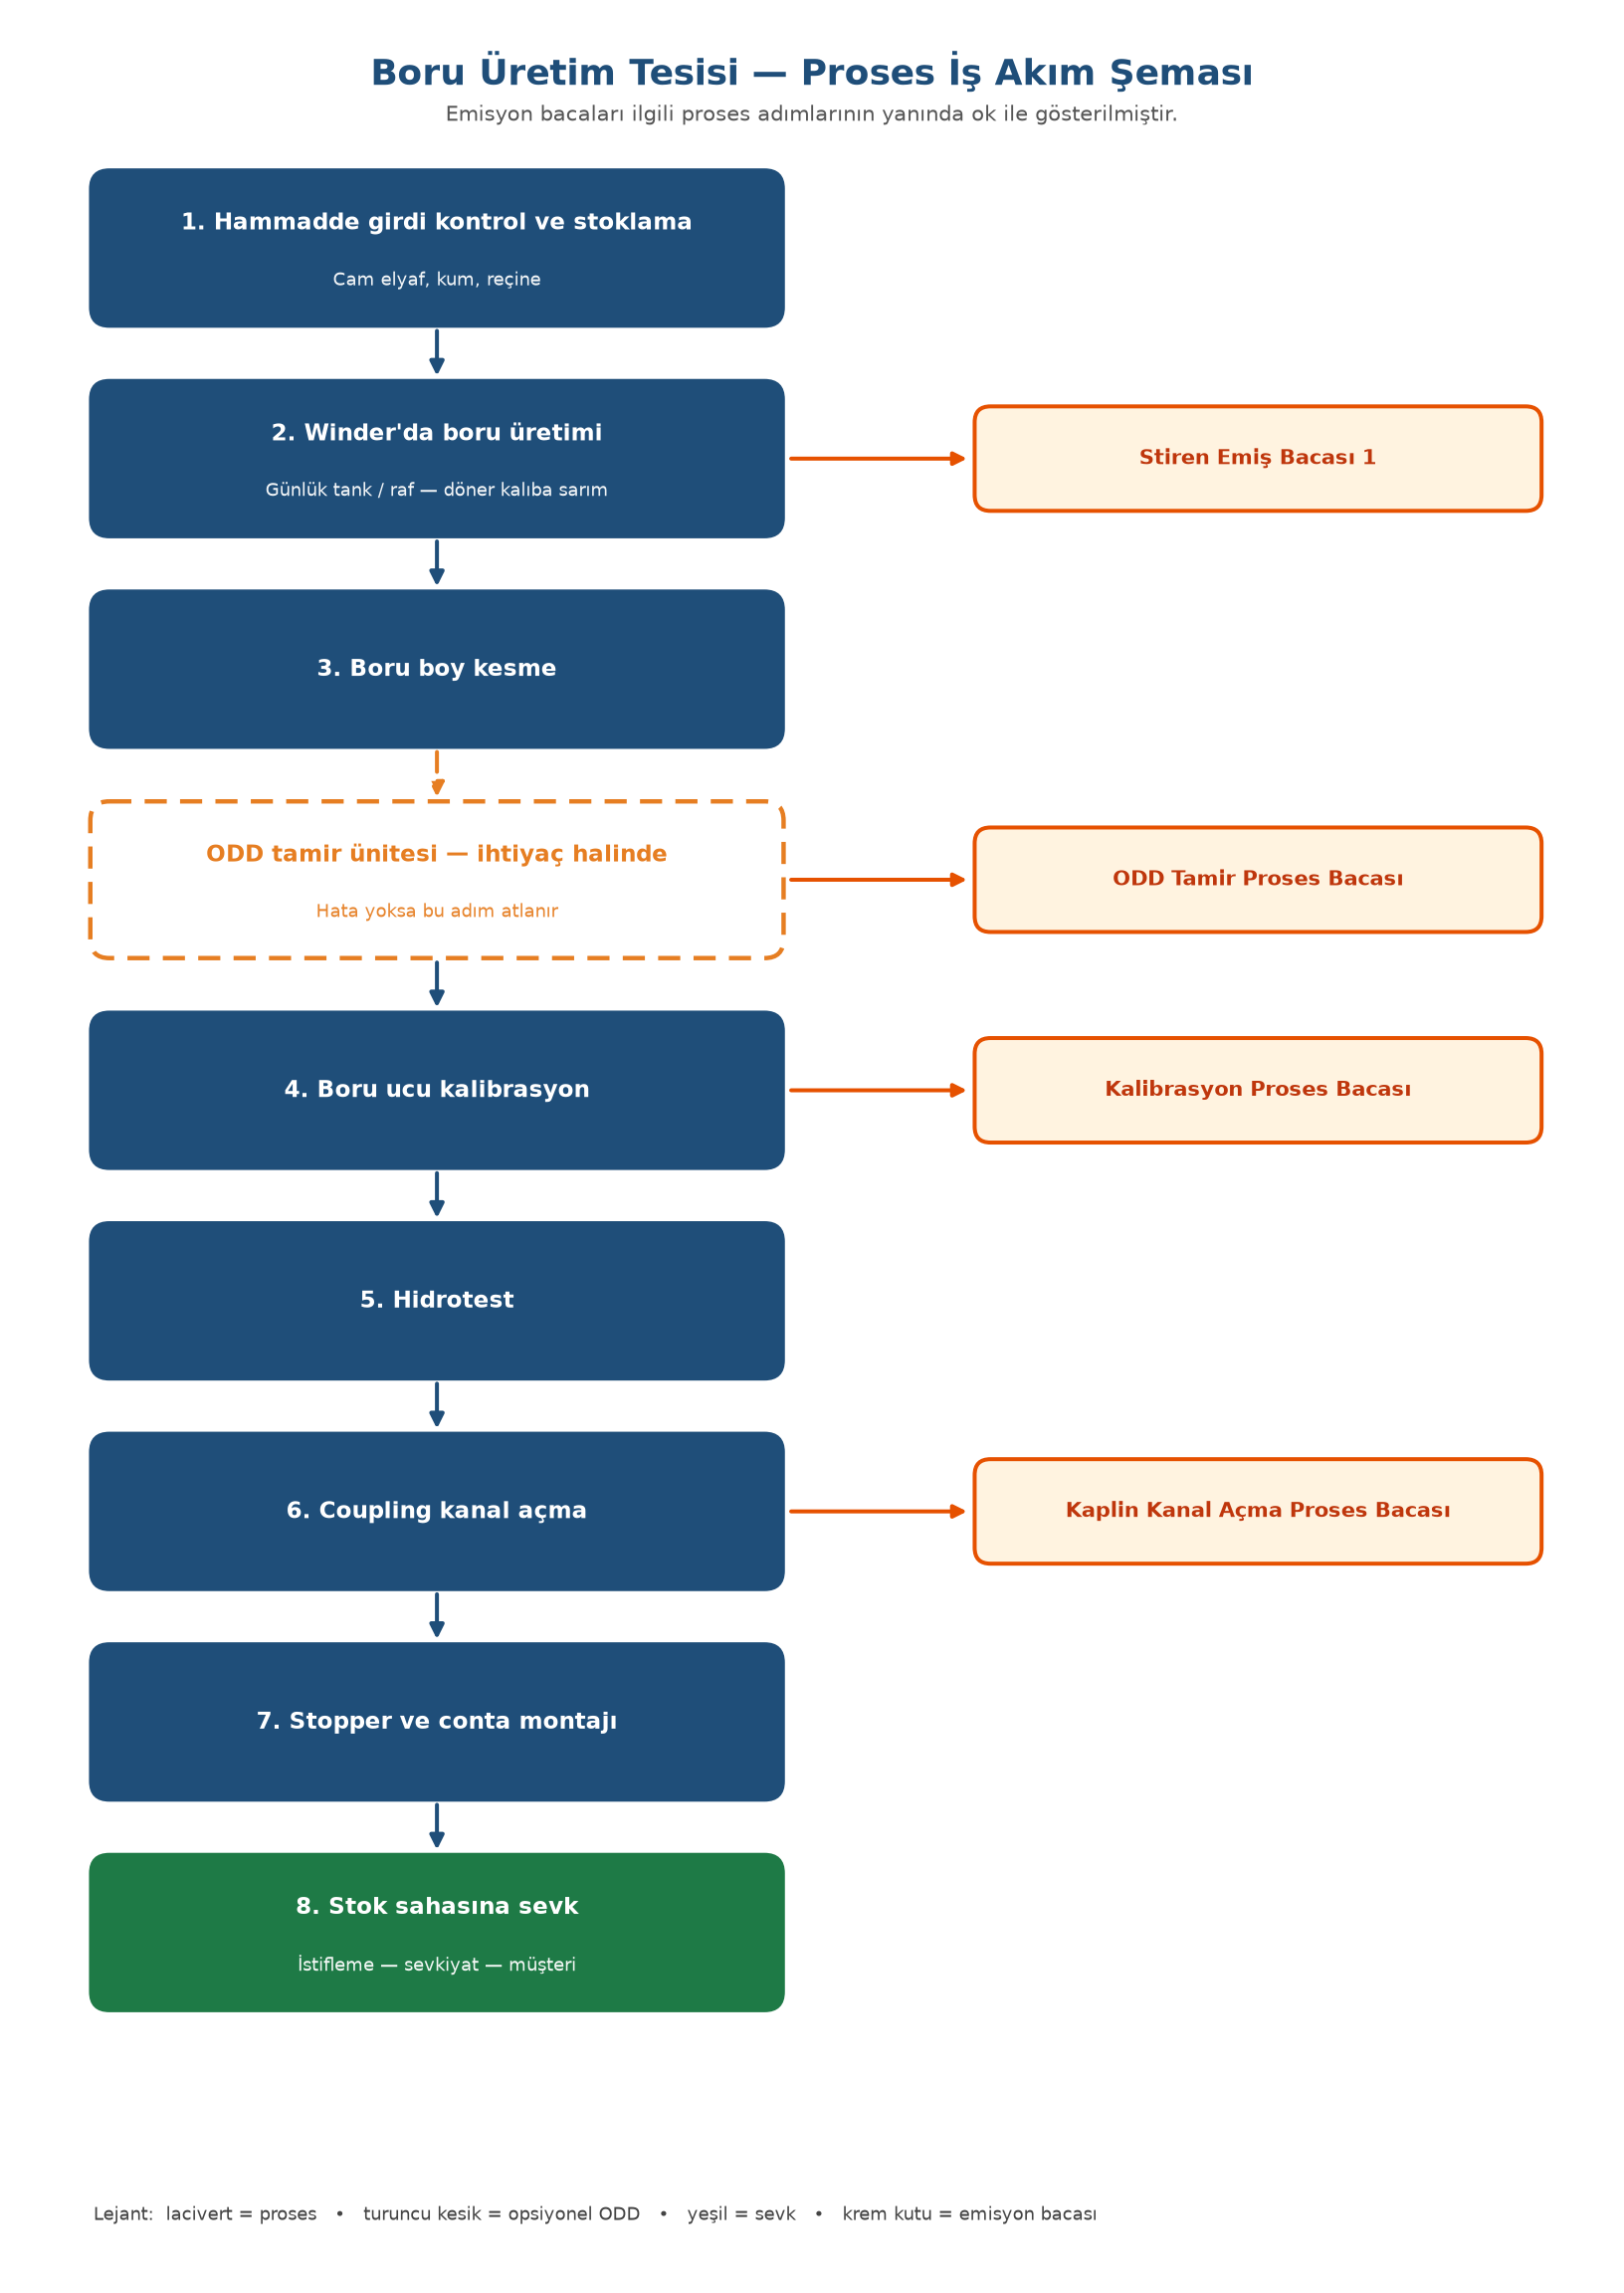 Boru Üretim Tesisi — Proses İş Akım Şeması
Emisyon bacaları ilgili proses adımlarının yanında ok ile gösterilmiştir.
1. Hammadde girdi kontrol ve stoklama
Cam elyaf, kum, reçine
2. Winder'da boru üretimi
Günlük tank / raf — döner kalıba sarım
Stiren Emiş Bacası 1
3. Boru boy kesme
ODD tamir ünitesi — ihtiyaç halinde
Hata yoksa bu adım atlanır
ODD Tamir Proses Bacası
4. Boru ucu kalibrasyon
Kalibrasyon Proses Bacası
5. Hidrotest
6. Coupling kanal açma
Kaplin Kanal Açma Proses Bacası
7. Stopper ve conta montajı
8. Stok sahasına sevk
İstifleme — sevkiyat — müşteri
Lejant:  lacivert = proses   •   turuncu kesik = opsiyonel ODD   •   yeşil = sevk   •   krem kutu = emisyon bacası